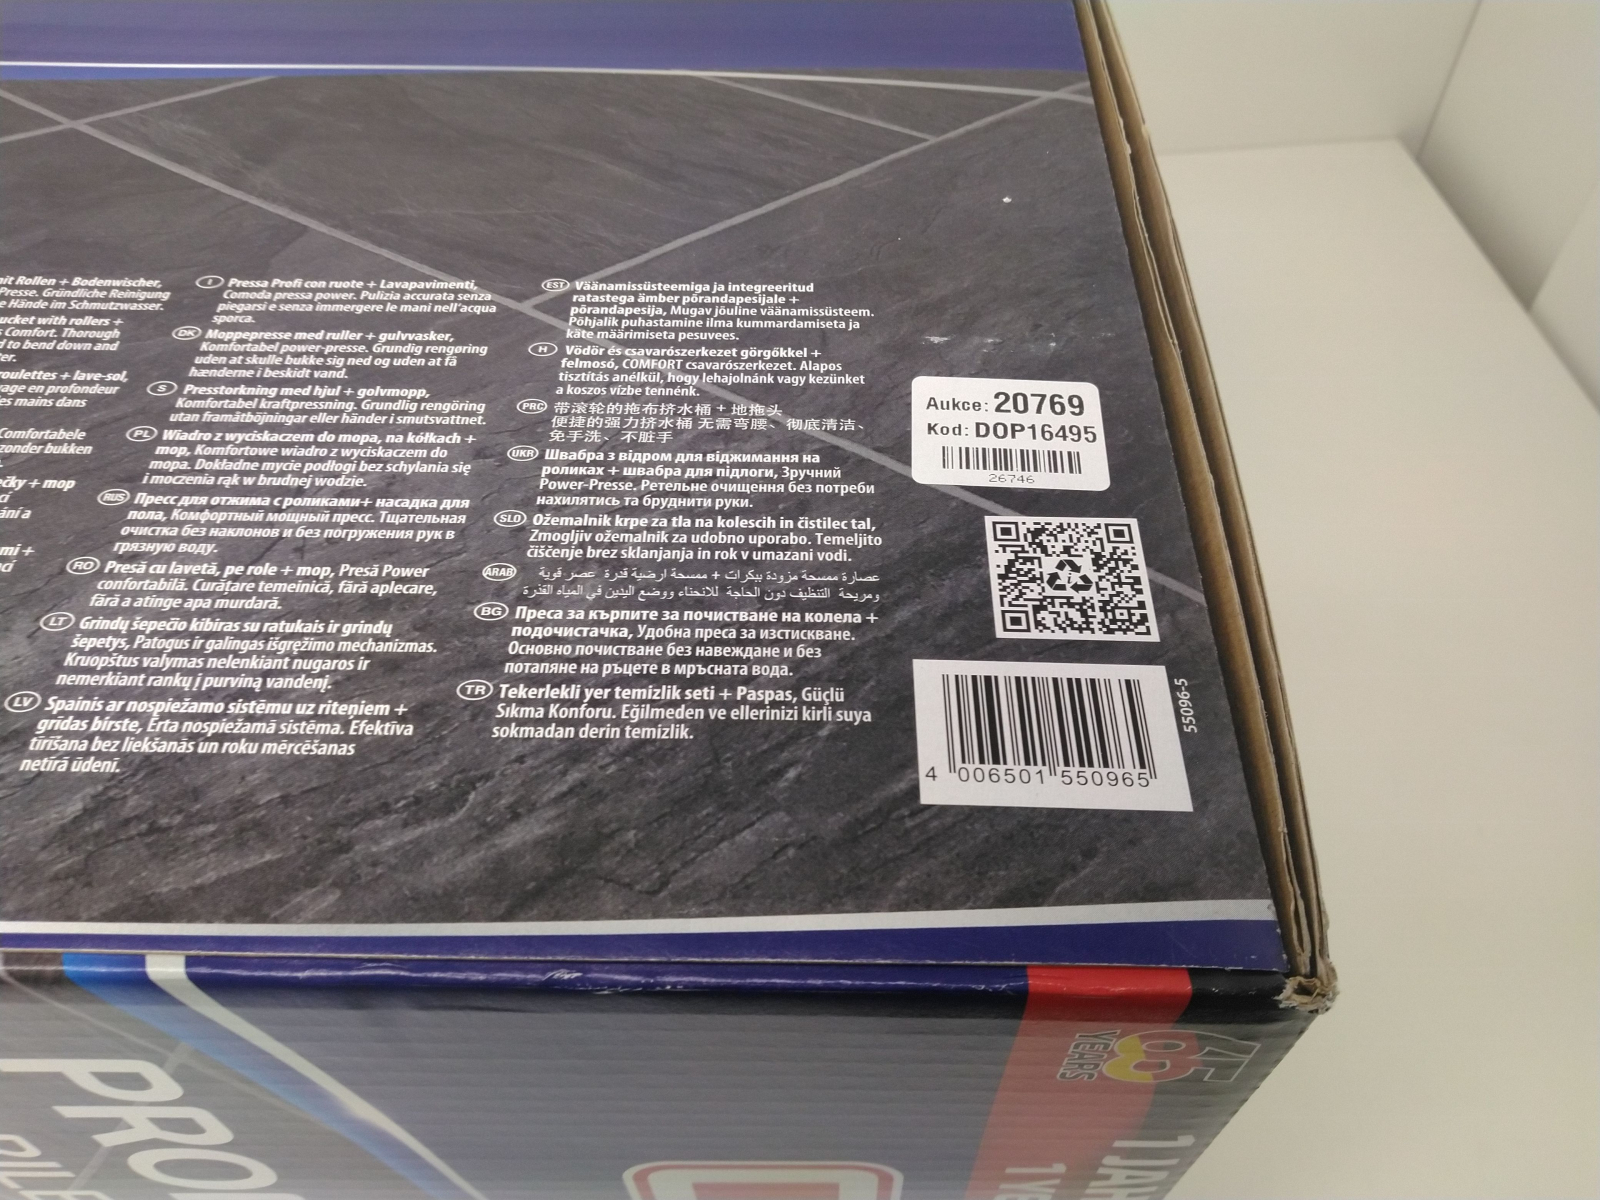 it Rollen + Bodenwischer,
Presse. Gründliche Reinigung
e Hände im Schmutzwasser.
ucket with rollers +
Comfort. Thorough
d to bend down and
ter.
roulettes + lave-sol,
yage en profondeur
es mains dans
Comfortabele
zonder bukken
ečky + mop
cí
ání a
mi +
cí
I Pressa Profi con ruote + Lavapavimenti,
Comoda pressa power. Pulizia accurata senza
piegarsi e senza immergere le mani nell'acqua
sporca.
DK Moppepresse med ruller + gulvvasker,
Komfortabel power-presse. Grundig rengøring
uden at skulle bukke sig ned og uden at få
hænderne i beskidt vand.
S Presstorkning med hjul + golvmopp,
Komfortabel kraftpressning. Grundlig rengöring
utan framåtböjningar eller händer i smutsvattnet.
PL Wiadro z wyciskaczem do mopa, na kółkach +
mop, Komfortowe wiadro z wyciskaczem do
mopa. Dokładne mycie podłogi bez schylania się
i moczenia rąk w brudnej wodzie.
RUS Пресс для отжима с роликами+ насадка для
пола, Комфортный мощный пресс. Тщательная
очистка без наклонов и без погружения рук в
грязную воду.
RO Presă cu lavetă, pe role + mop, Presă Power
confortabilă. Curăţare temeinică, fără aplecare,
fără a atinge apa murdară.
LT Grindų šepečio kibiras su ratukais ir grindų
šepetys, Patogus ir galingas išgręžimo mechanizmas.
Kruopštus valymas nelenkiant nugaros ir
nemerkiant rankų į purviną vandenį.
LV Spainis ar nospiežamo sistēmu uz riteņiem +
grīdas birste, Ērta nospiežamā sistēma. Efektīva
tīrīšana bez liekšanās un roku mērcēšanas
netīrā ūdenī.
EST Väänamissüsteemiga ja integreeritud
ratastega ämber põrandapesijale +
põrandapesija, Mugav jõuline väänamissüsteem.
Põhjalik puhastamine ilma kummardamiseta ja
käte määrimiseta pesuvees.
H Vödör és csavarószerkezet görgőkkel +
felmosó, COMFORT csavarószerkezet. Alapos
tisztítás anélkül, hogy lehajolnánk vagy kezünket
a koszos vízbe tennénk.
PRC 带滚轮的拖布挤水桶 + 地拖头
便捷的强力挤水桶 无需弯腰、彻底清洁、
免手洗、不脏手
UKR Швабра з відром для віджимання на
роликах + швабра для підлоги, Зручний
Power-Presse. Ретельне очищення без потреби
нахилятись та бруднити руки.
SLO Ožemalnik krpe za tla na kolescih in čistilec tal,
Zmogljiv ožemalnik za udobno uporabo. Temeljito
čiščenje brez sklanjanja in rok v umazani vodi.
ARAB عصارة ممسحة مزودة ببكرات + ممسحة ارضية قدرة عصر قوية
ومريحة التنظيف دون الحاجة للانحناء ووضع اليدين في المياه القذرة
BG Преса за кърпите за почистване на колела +
подочистачка, Удобна преса за изстискване.
Основно почистване без навеждане и без
потапяне на ръцете в мръсната вода.
TR Tekerlekli yer temizlik seti + Paspas, Güçlü
Sıkma Konforu. Eğilmeden ve ellerinizi kirli suya
sokmadan derin temizlik.
Aukce: 20769
Kod: DOP16495
26746
55096-5
4 006501 550965
YEARS
1 JAH
1 YE
PROF